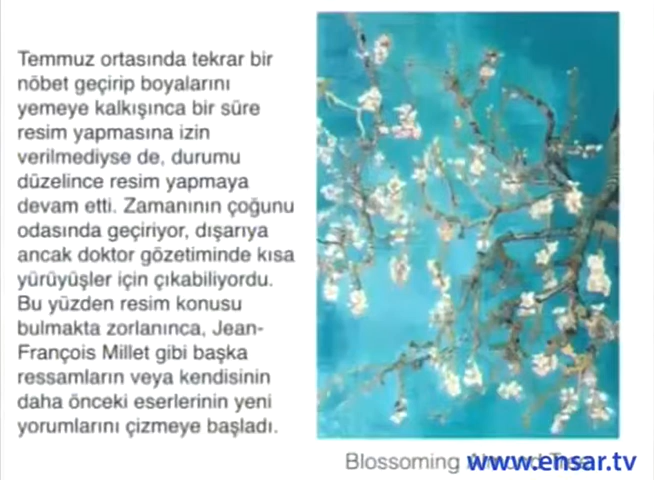 Temmuz ortasında tekrar bir
nöbet geçirip boyalarını
yemeye kalkışınca bir süre
resim yapmasına izin
verilmediyse de, durumu
düzelince resim yapmaya
devam etti. Zamanının çoğunu
odasında geçiriyor, dışarıya
ancak doktor gözetiminde kısa
yürüyüşler için çıkabiliyordu.
Bu yüzden resim konusu
bulmakta zorlanınca, Jean-
François Millet gibi başka
ressamların veya kendisinin
daha önceki eserlerinin yeni
yorumlarını çizmeye başladı.
Blossoming Almond Tree
www.ensar.tv